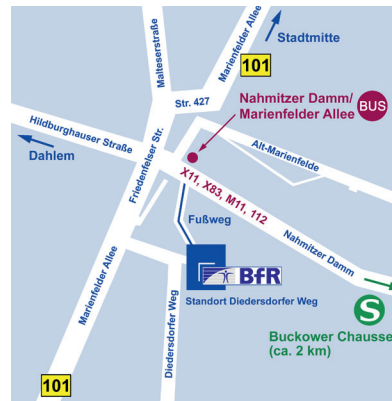 Stadtmitte
101
Marienfelder Allee
Malteserstraße
Str. 427
Nahmitzer Damm/
Marienfelder Allee
BUS
Hildburghauser Straße
Dahlem
Friedenfelser Str.
Alt-Marienfelde
X11, X83, M11, 112
Fußweg
Nahmitzer Damm
BfR
Standort Diedersdorfer Weg
Marienfelder Allee
Diedersdorfer Weg
S
Buckower Chausse
(ca. 2 km)
101